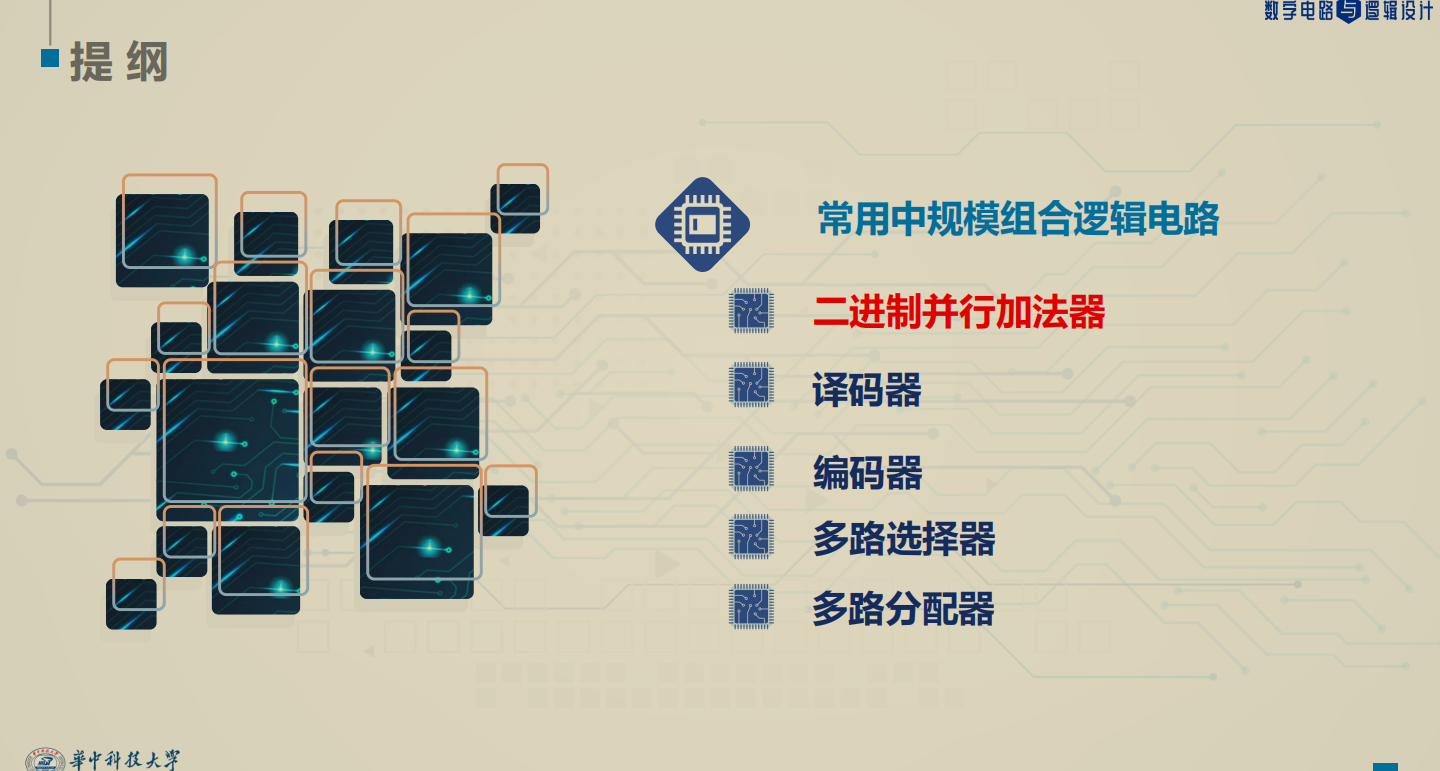 数字电路与逻辑设计
提纲
常用中规模组合逻辑电路
二进制并行加法器
译码器
编码器
多路选择器
多路分配器
華中科技大学